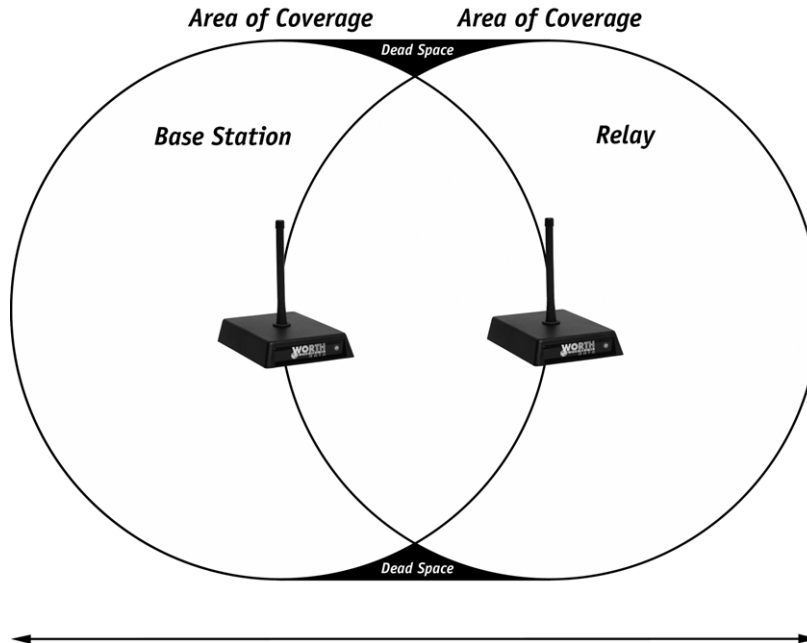 Area of Coverage
Area of Coverage
Dead Space
Base Station
Relay
WORTH
WORTH
Dead Space